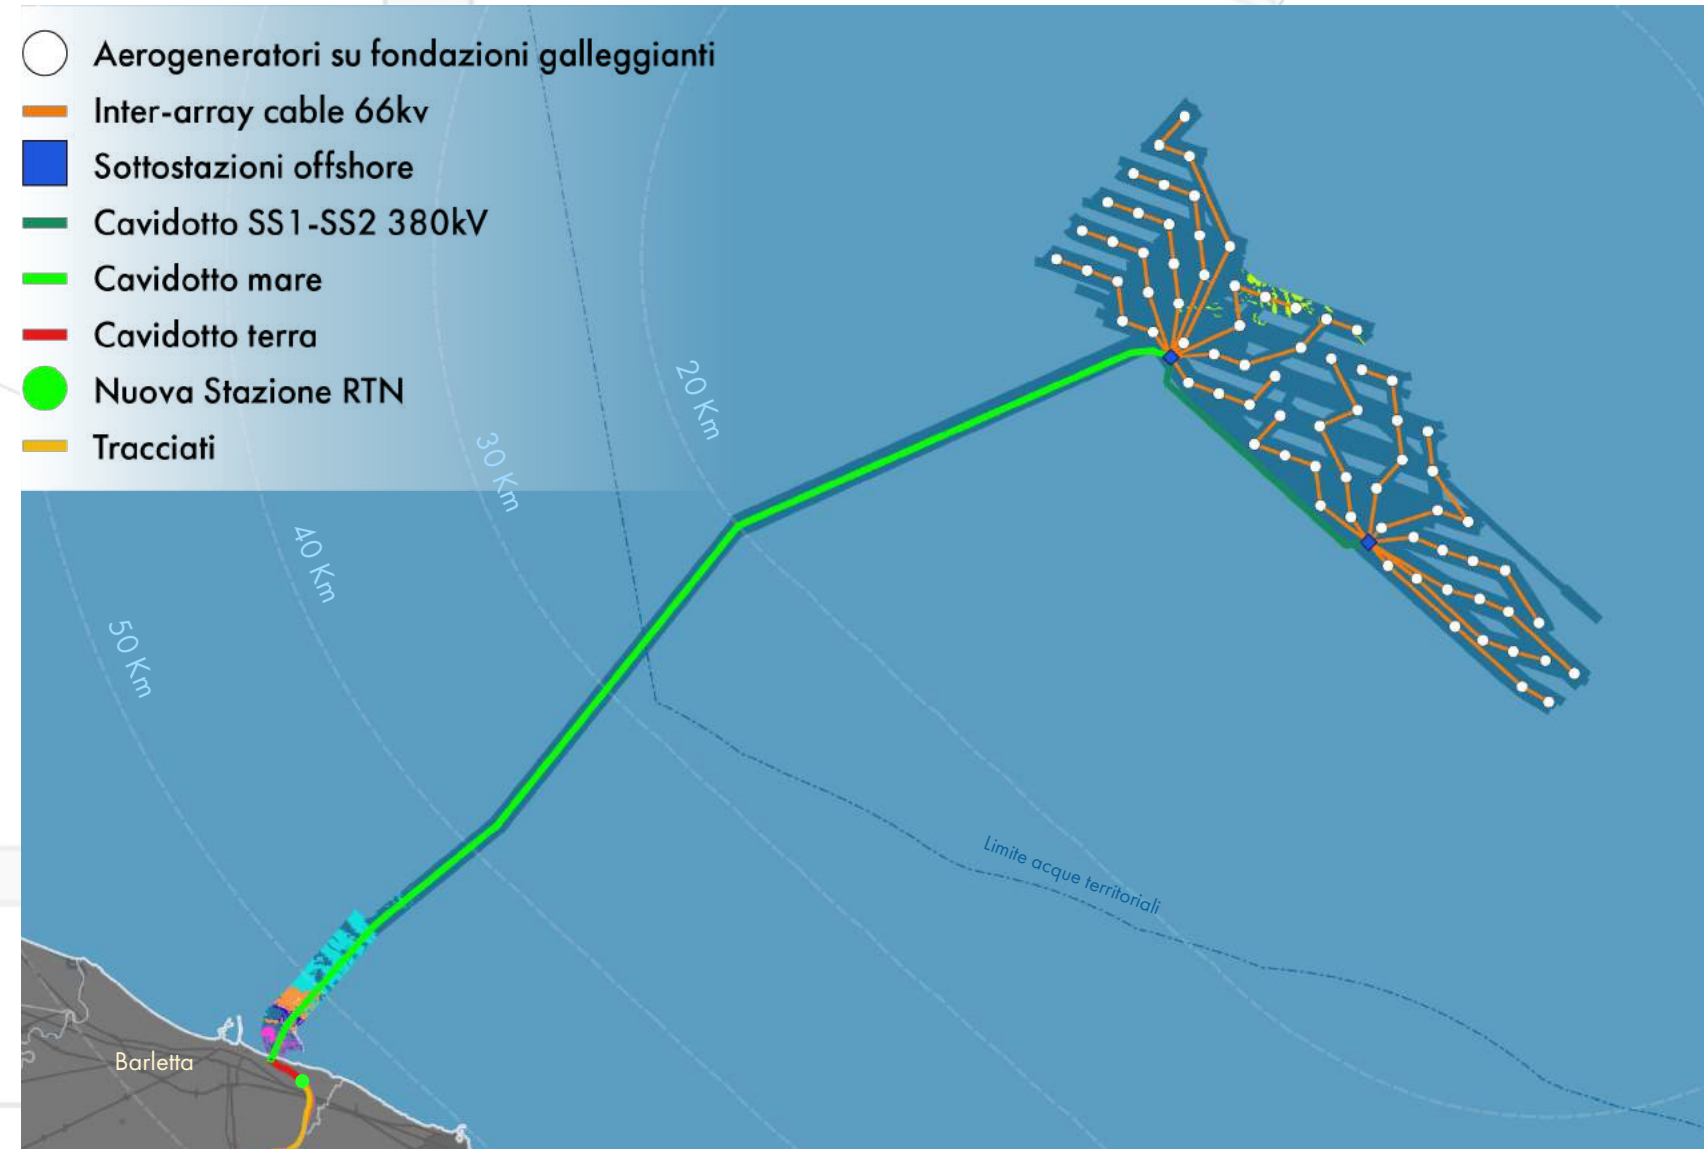 Aerogeneratori su fondazioni galleggianti
Inter-array cable 66kv
Sottostazioni offshore
Cavidotto SS1-SS2 380kV
Cavidotto mare
Cavidotto terra
Nuova Stazione RTN
Tracciati
20 Km
30 Km
40 Km
50 Km
Limite acque territoriali
Barletta